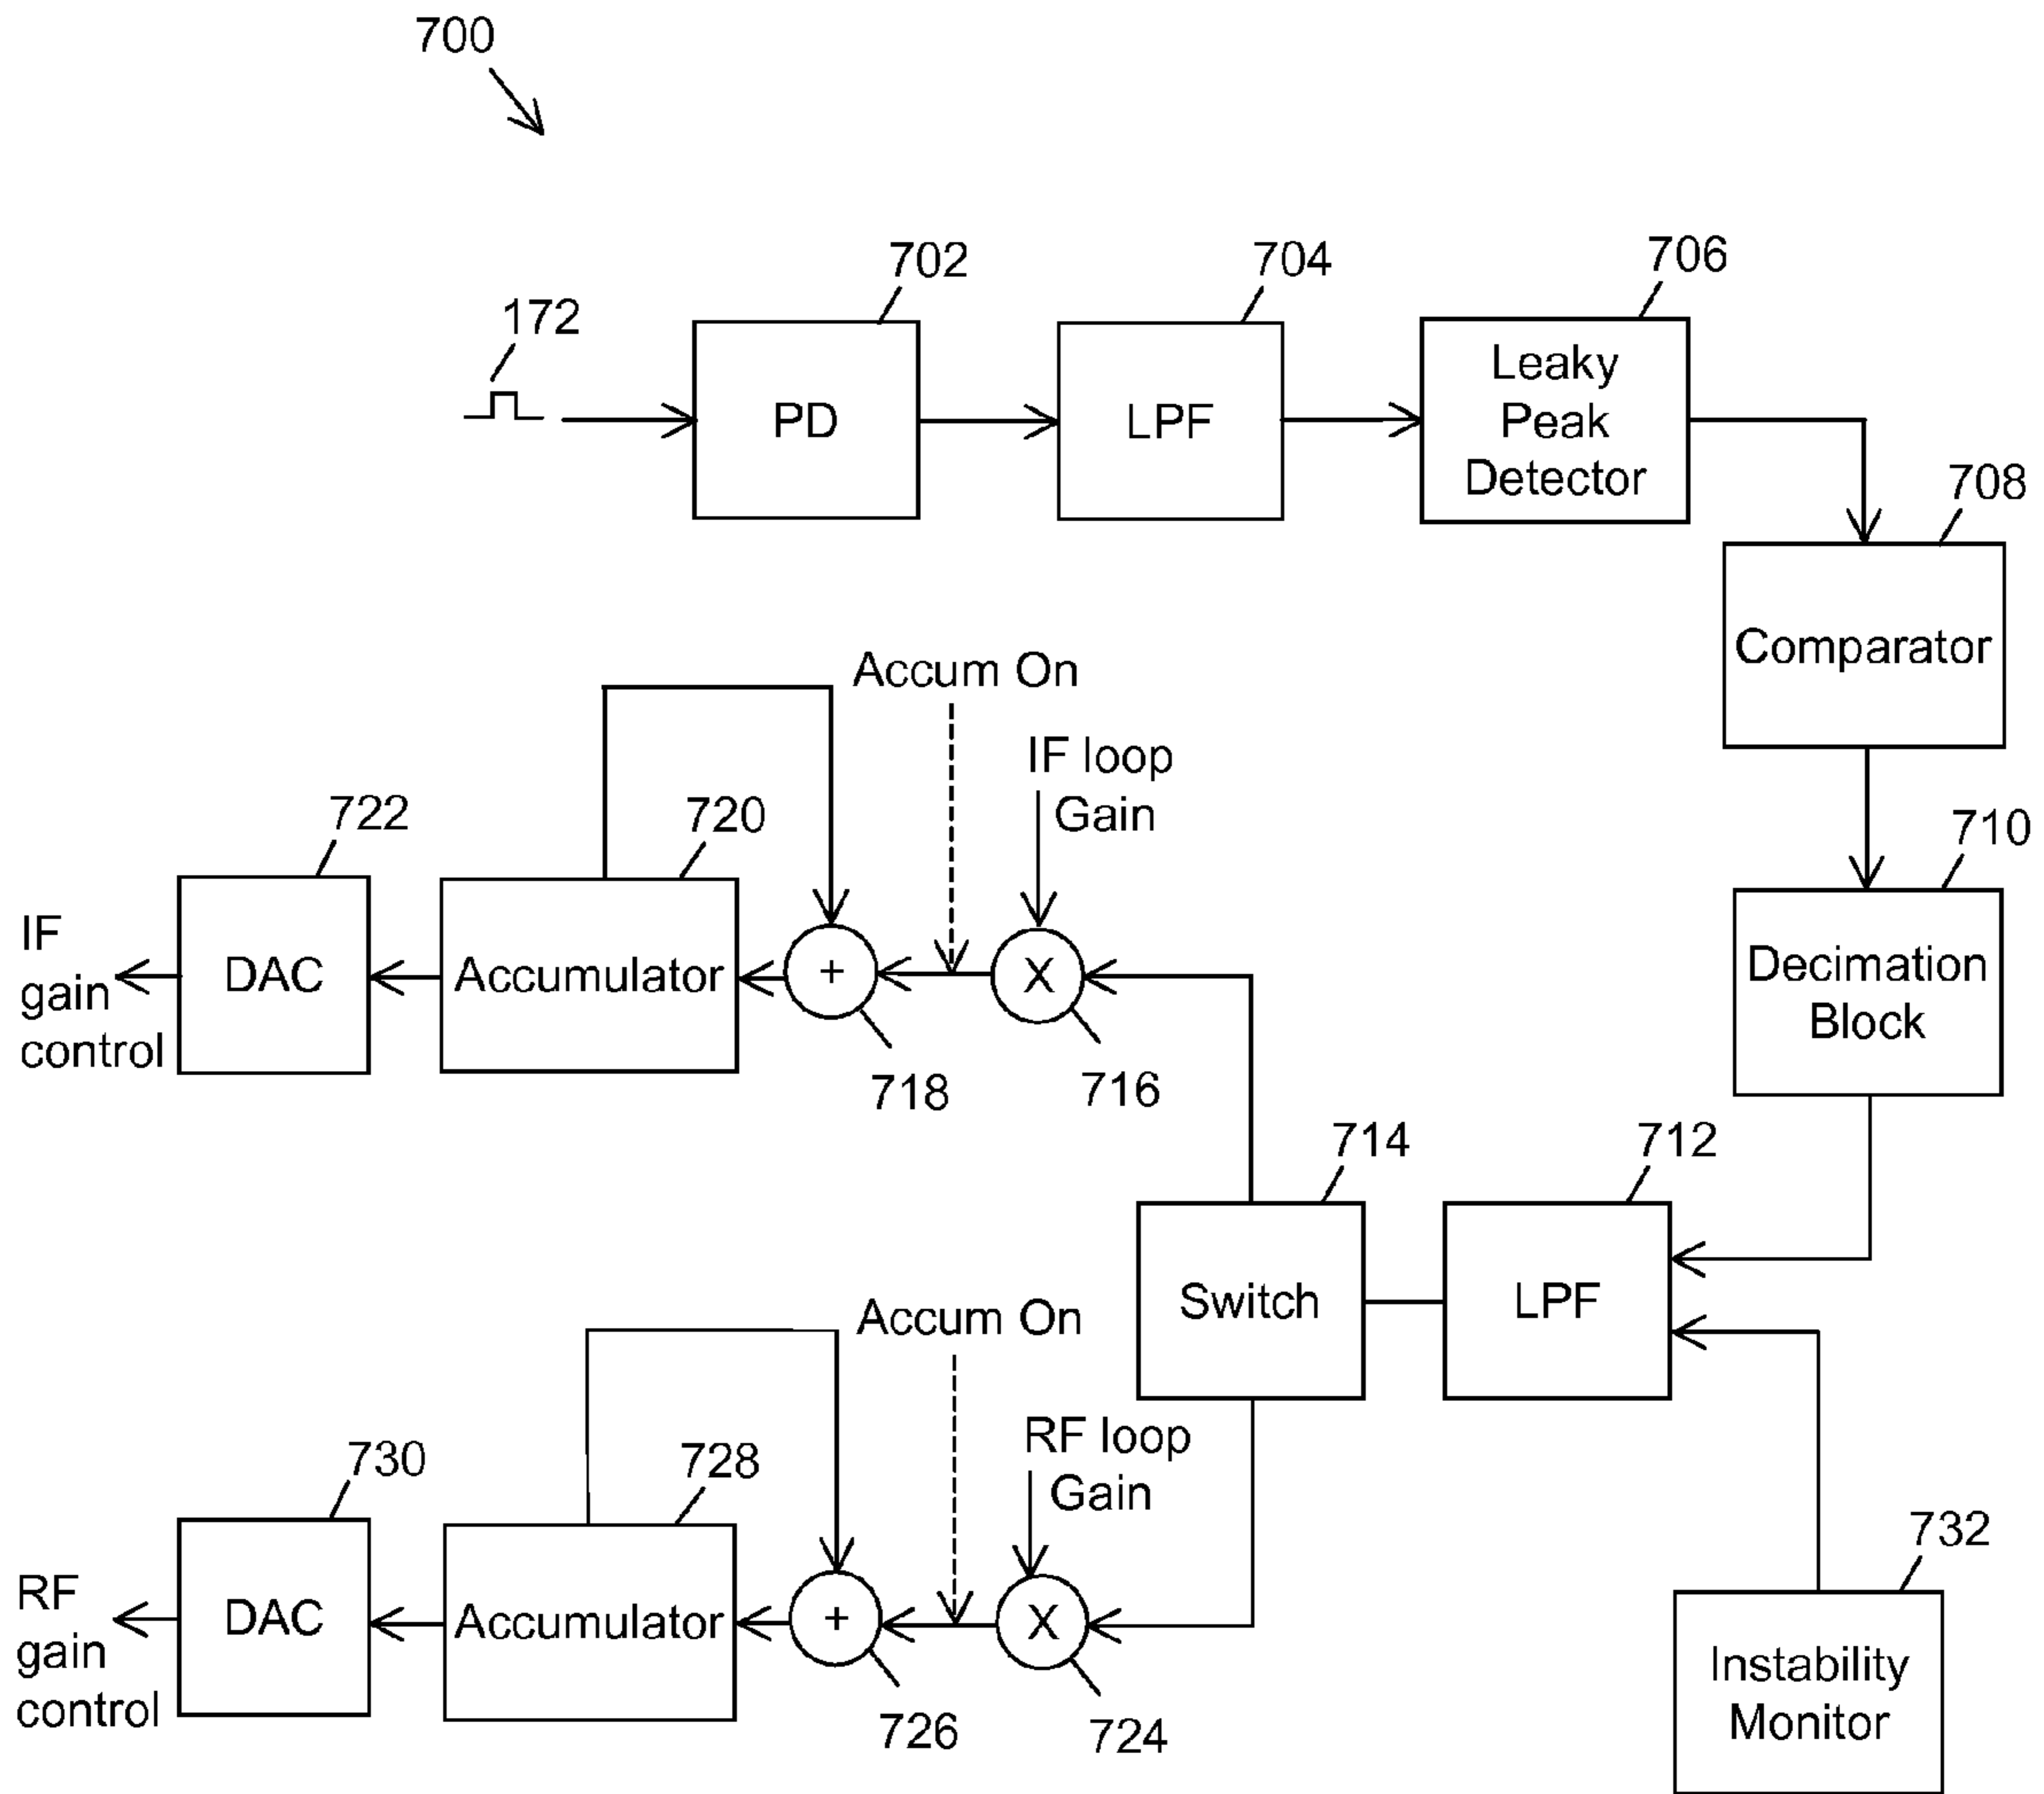 700
702
704
706
172
PD
LPF
Leaky
Peak
Detector
708
Comparator
Accum On
IF loop
Gain
722
720
710
IF
gain
control
DAC
Accumulator
+
X
Decimation
Block
718
716
714
712
Switch
LPF
Accum On
RF loop
Gain
730
728
732
RF
gain
control
DAC
Accumulator
+
X
Instability
Monitor
726
724